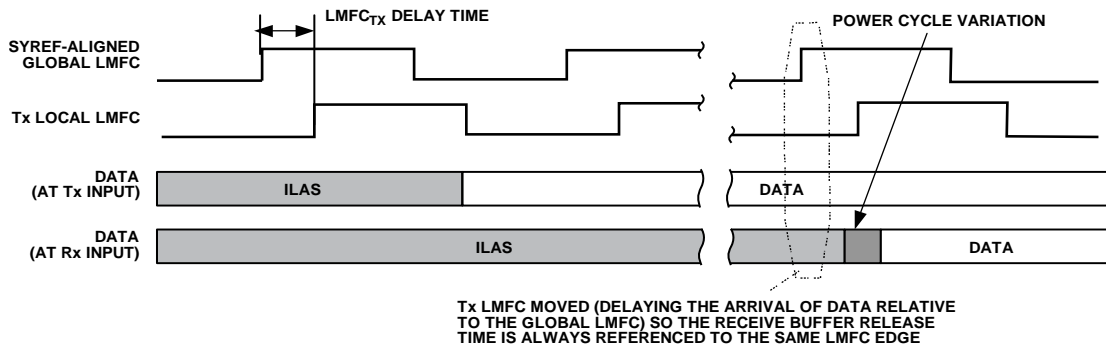 LMFCTX DELAY TIME
POWER CYCLE VARIATION
SYREF-ALIGNED
GLOBAL LMFC
Tx LOCAL LMFC
DATA
(AT Tx INPUT)
ILAS
DATA
DATA
(AT Rx INPUT)
ILAS
DATA
Tx LMFC MOVED (DELAYING THE ARRIVAL OF DATA RELATIVE
TO THE GLOBAL LMFC) SO THE RECEIVE BUFFER RELEASE
TIME IS ALWAYS REFERENCED TO THE SAME LMFC EDGE